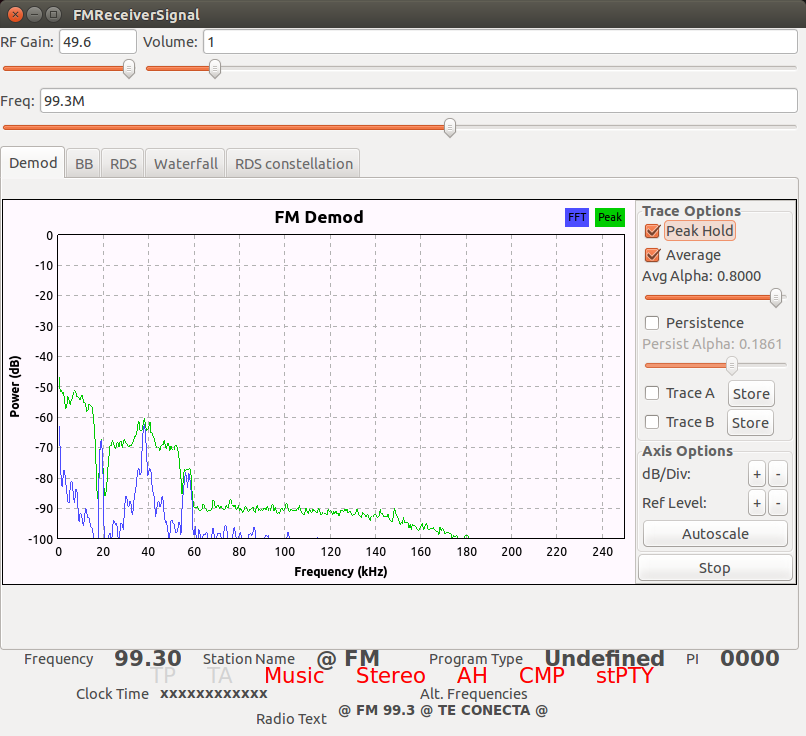 FMReceiverSignal
RF Gain: 49.6 Volume: 1
Freq: 99.3M
Demod BB RDS Waterfall RDS constellation
FM Demod
FFT Peak
0
-10
-20
-30
-40
-50
-60
-70
-80
-90
-100
Power (dB)
0 20 40 60 80 100 120 140 160 180 200 220 240
Frequency (kHz)
Trace Options
Peak Hold
Average
Avg Alpha: 0.8000
Persistence
Persist Alpha: 0.1861
Trace A Store
Trace B Store
Axis Options
dB/Div: + -
Ref Level: + -
Autoscale
Stop
Frequency 99.30 Station Name @ FM Program Type Undefined PI 0000
TP TA Music Stereo AH CMP stPTY
Clock Time xxxxxxxxxxxx Alt. Frequencies
Radio Text @ FM 99.3 @ TE CONECTA @